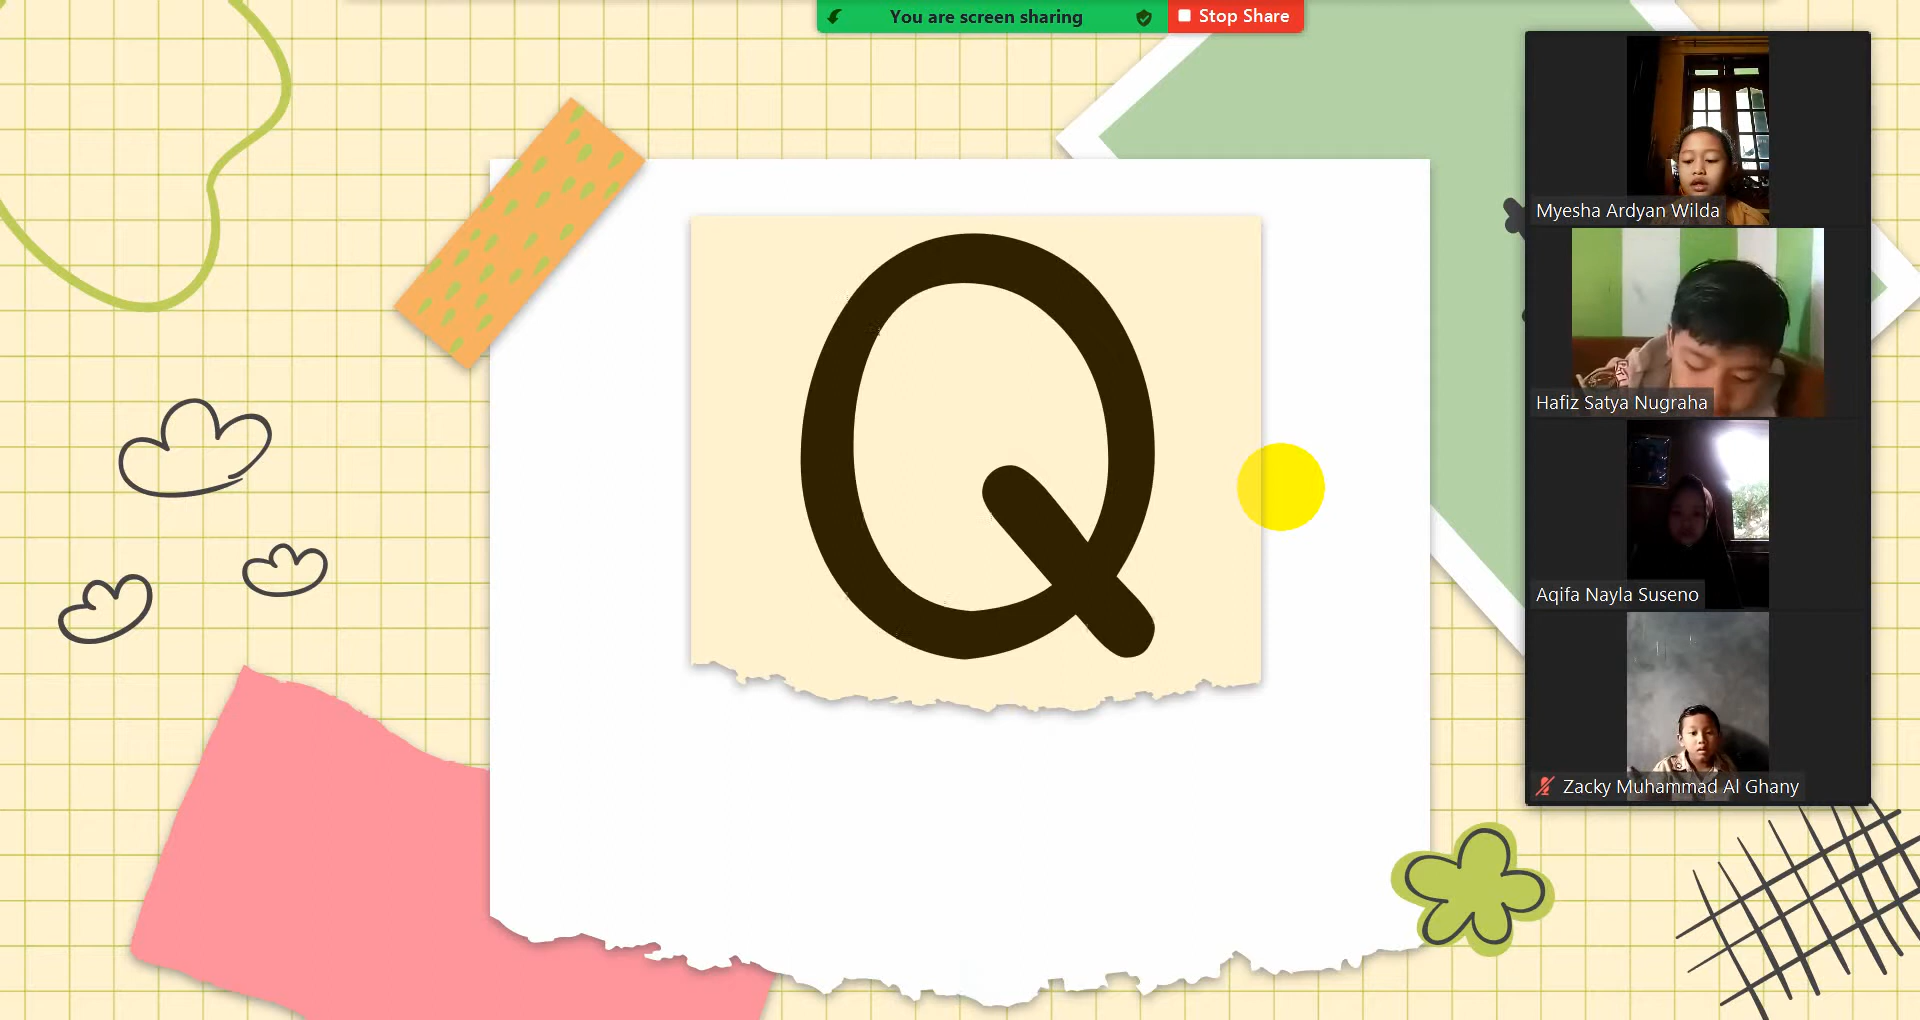 You are screen sharing
Stop Share
Q
Myesha Ardyan Wilda
Hafiz Satya Nugraha
Aqifa Nayla Suseno
Zacky Muhammad Al Ghany